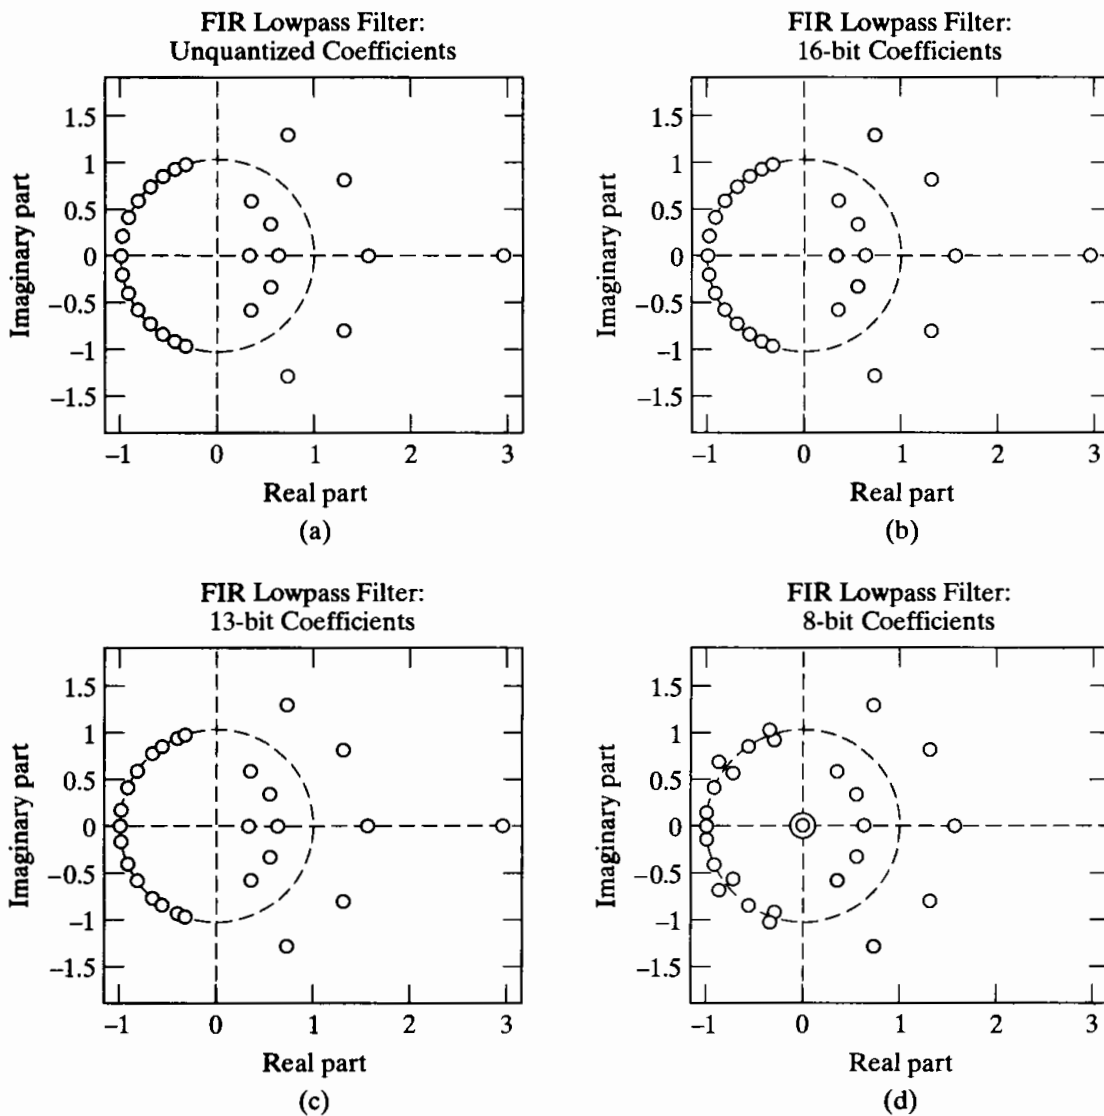 FIR Lowpass Filter:
Unquantized Coefficients
1.5
1
0.5
0
−0.5
−1
−1.5
Imaginary part
−1 0 1 2 3
Real part
(a)
FIR Lowpass Filter:
16-bit Coefficients
1.5
1
0.5
0
−0.5
−1
−1.5
Imaginary part
−1 0 1 2 3
Real part
(b)
FIR Lowpass Filter:
13-bit Coefficients
1.5
1
0.5
0
−0.5
−1
−1.5
Imaginary part
−1 0 1 2 3
Real part
(c)
FIR Lowpass Filter:
8-bit Coefficients
1.5
1
0.5
0
−0.5
−1
−1.5
Imaginary part
−1 0 1 2 3
Real part
(d)